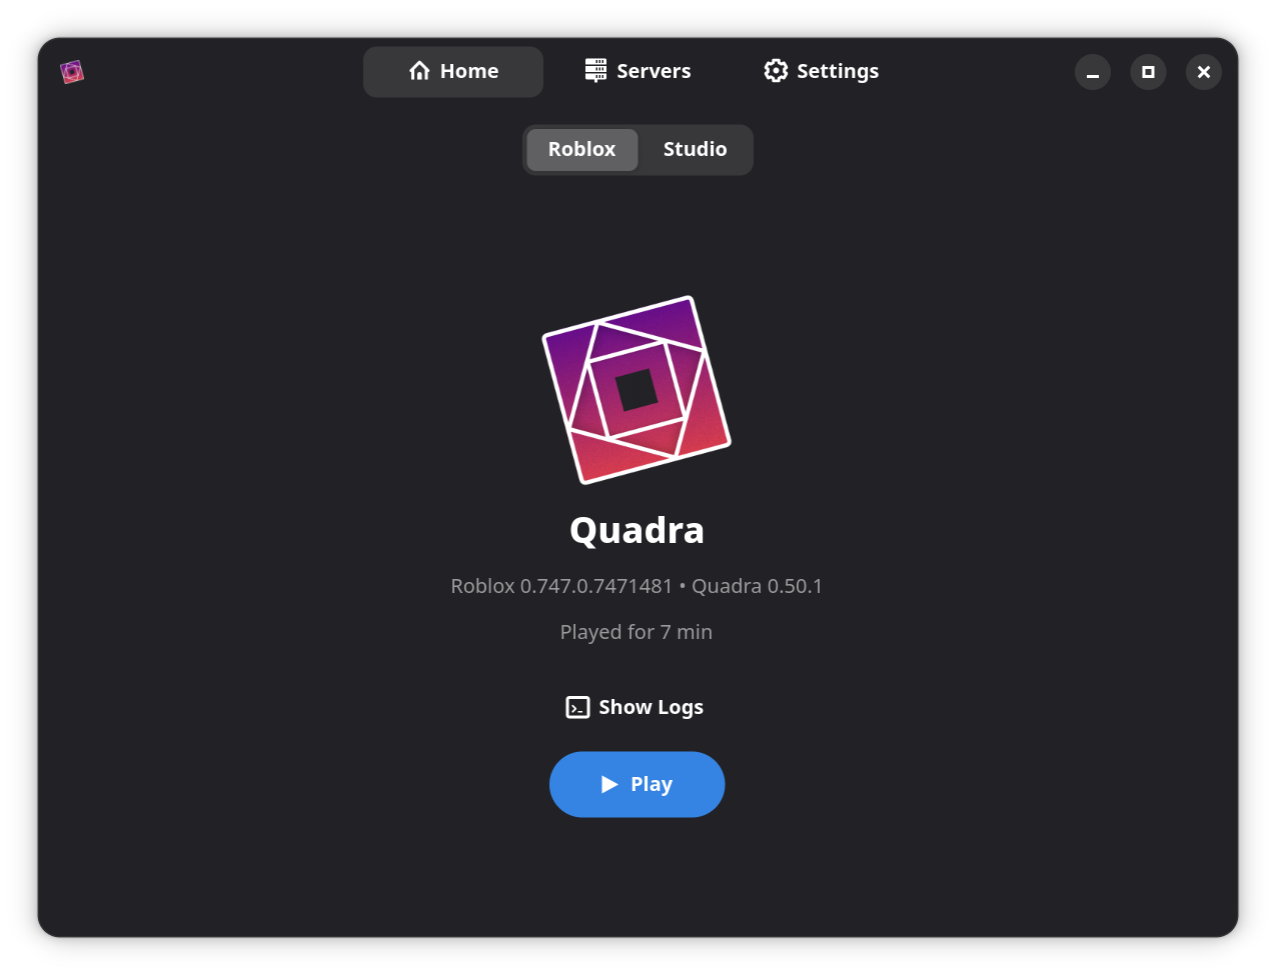 Home Servers Settings
Roblox Studio
Quadra
Roblox 0.747.0.7471481 • Quadra 0.50.1
Played for 7 min
Show Logs
Play